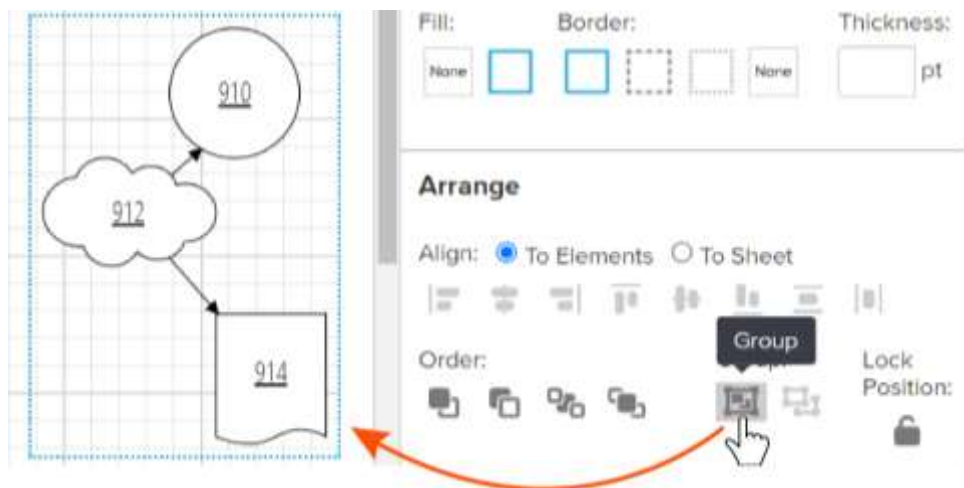 910
912
914
Fill:
Border:
Thickness:
None
None
pt
Arrange
Align: To Elements To Sheet
Group
Order:
Lock
Position: